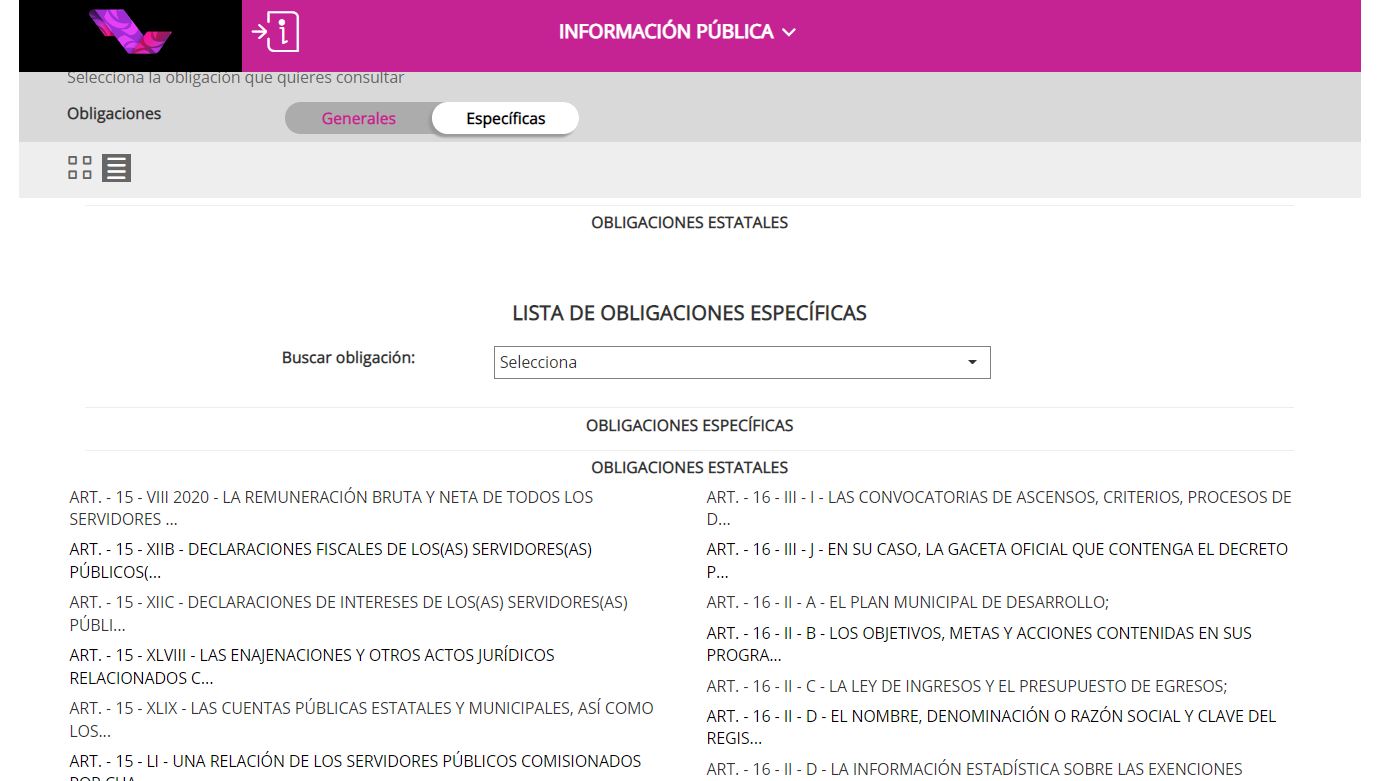 INFORMACIÓN PÚBLICA
Selecciona la obligación que quieres consultar
Obligaciones
Generales
Específicas
OBLIGACIONES ESTATALES
LISTA DE OBLIGACIONES ESPECÍFICAS
Buscar obligación:
Selecciona
OBLIGACIONES ESPECÍFICAS
OBLIGACIONES ESTATALES
ART. - 15 - VIII 2020 - LA REMUNERACIÓN BRUTA Y NETA DE TODOS LOS
SERVIDORES ...
ART. - 15 - XIIB - DECLARACIONES FISCALES DE LOS(AS) SERVIDORES(AS)
PÚBLICOS(...
ART. - 15 - XIIC - DECLARACIONES DE INTERESES DE LOS(AS) SERVIDORES(AS)
PÚBLI...
ART. - 15 - XLVIII - LAS ENAJENACIONES Y OTROS ACTOS JURÍDICOS
RELACIONADOS C...
ART. - 15 - XLIX - LAS CUENTAS PÚBLICAS ESTATALES Y MUNICIPALES, ASÍ COMO
LOS...
ART. - 15 - LI - UNA RELACIÓN DE LOS SERVIDORES PÚBLICOS COMISIONADOS
POR CUA...
ART. - 16 - III - I - LAS CONVOCATORIAS DE ASCENSOS, CRITERIOS, PROCESOS DE
D...
ART. - 16 - III - J - EN SU CASO, LA GACETA OFICIAL QUE CONTENGA EL DECRETO
P...
ART. - 16 - II - A - EL PLAN MUNICIPAL DE DESARROLLO;
ART. - 16 - II - B - LOS OBJETIVOS, METAS Y ACCIONES CONTENIDAS EN SUS
PROGRA...
ART. - 16 - II - C - LA LEY DE INGRESOS Y EL PRESUPUESTO DE EGRESOS;
ART. - 16 - II - D - EL NOMBRE, DENOMINACIÓN O RAZÓN SOCIAL Y CLAVE DEL
REGIS...
ART. - 16 - II - D - LA INFORMACIÓN ESTADÍSTICA SOBRE LAS EXENCIONES